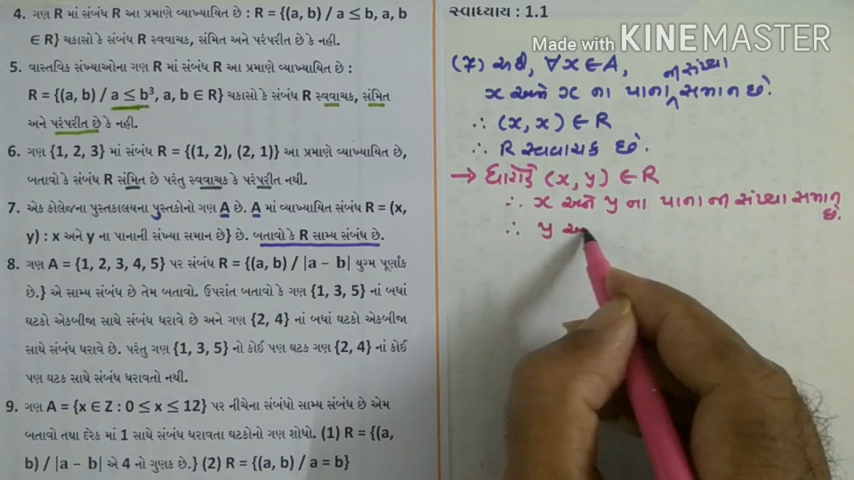 4. ગણ R માં સંબંધ R આ પ્રમાણે વ્યાખ્યાયિત છે : R = {(a, b) / a ≤ b, a, b
∈ R} ચકાસો કે સંબંધ R સ્વવાચક, સંમિત અને પરંપરીત છે કે નહી.
5. વાસ્તવિક સંખ્યાઓના ગણ R માં સંબંધ R આ પ્રમાણે વ્યાખ્યાયિત છે :
R = {(a, b) / a ≤ b³, a, b ∈ R} ચકાસો કે સંબંધ R સ્વવાચક, સંમિત
અને પરંપરીત છે કે નહી.
6. ગણ {1, 2, 3} માં સંબંધ R = {(1, 2), (2, 1)} આ પ્રમાણે વ્યાખ્યાયિત છે,
બતાવો કે સંબંધ R સંમિત છે પરંતુ સ્વવાચક કે પરંપરીત નથી.
7. એક કોલેજના પુસ્તકાલયના પુસ્તકોનો ગણ A છે. A માં વ્યાખ્યાયિત સંબંધ R = (x,
y) : x અને y ના પાનાની સંખ્યા સમાન છે} છે. બતાવો કે R સામ્ય સંબંધ છે.
8. ગણ A = {1, 2, 3, 4, 5} પર સંબંધ R = {(a, b) / |a – b| યુગ્મ પૂર્ણાંક
છે.} એ સામ્ય સંબંધ છે તેમ બતાવો. ઉપરાંત બતાવો કે ગણ {1, 3, 5} નાં બધાં
ઘટકો એકબીજા સાથે સંબંધ ધરાવે છે અને ગણ {2, 4} નાં બધાં ઘટકો એકબીજા
સાથે સંબંધ ધરાવે છે. પરંતુ ગણ {1, 3, 5} નો કોઈ પણ ઘટક ગણ {2, 4} નાં કોઈ
પણ ઘટક સાથે સંબંધ ધરાવતો નથી.
9. ગણ A = {x ∈ Z : 0 ≤ x ≤ 12} પર નીચેના સંબંધો સામ્ય સંબંધ છે એમ
બતાવો તથા દરેક માં 1 સાથે સંબંધ ધરાવતા ઘટકોનો ગણ શોધો. (1) R = {(a,
b) / |a – b| એ 4 નો ગુણક છે.} (2) R = {(a, b) / a = b}
સ્વાધ્યાય : 1.1
Made with KINEMASTER
(7) અહીં, ∀ x ∈ A,
x અને x ના પાના ની સંખ્યા સમાન છે.
∴ (x, x) ∈ R
∴ R સ્વવાચક છે.
→ ધારોકે (x, y) ∈ R
∴ x અને y ના પાના ની સંખ્યા સમાન છે.
∴ y અ